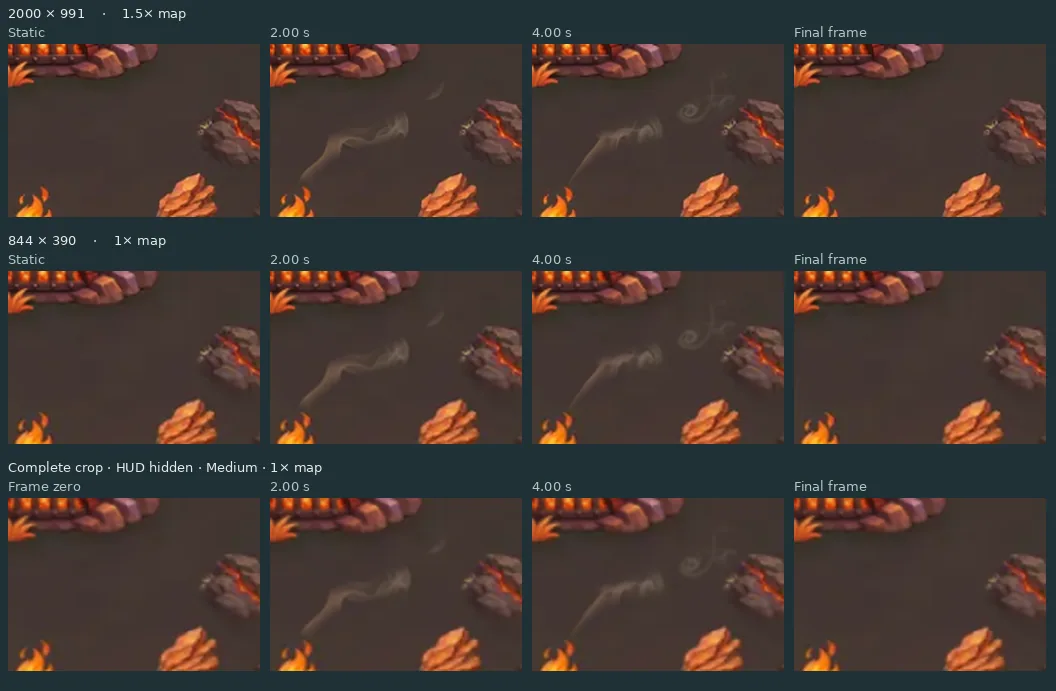 2000 × 991 · 1.5× map
Static 2.00 s 4.00 s Final frame
844 × 390 · 1× map
Static 2.00 s 4.00 s Final frame
Complete crop · HUD hidden · Medium · 1× map
Frame zero 2.00 s 4.00 s Final frame